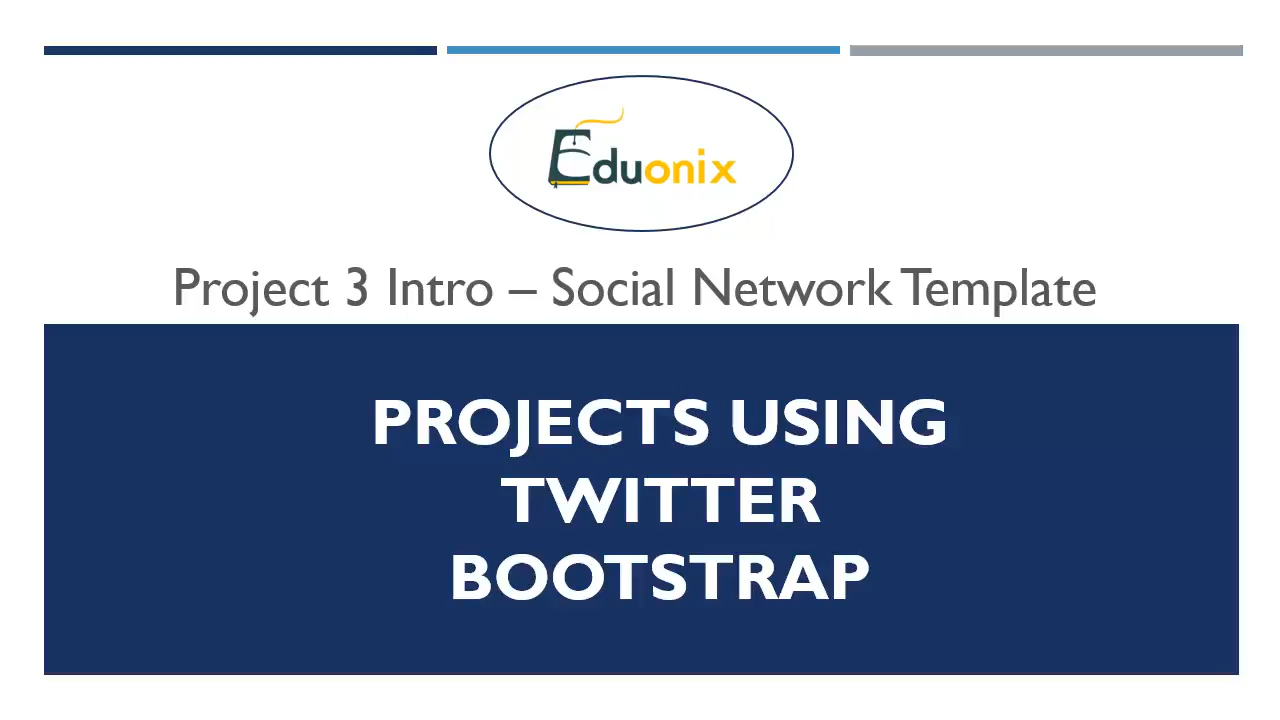 Eduonix
Project 3 Intro – Social Network Template
PROJECTS USING
TWITTER
BOOTSTRAP